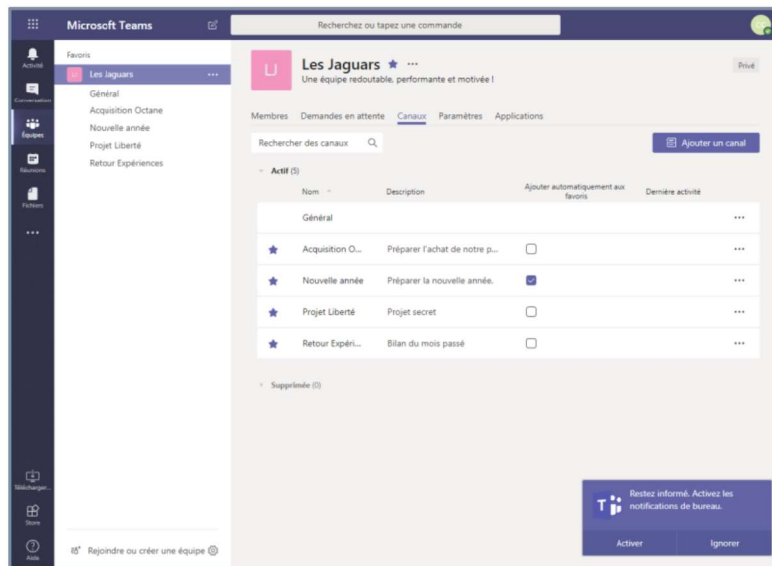 Microsoft Teams
Recherchez ou tapez une commande
Activité
Conversation
Équipes
Réunions
Fichiers
Télécharger...
Store
Aide
Favoris
Les Jaguars
Général
Acquisition Octane
Nouvelle année
Projet Liberté
Retour Expériences
Rejoindre ou créer une équipe
LJ
Les Jaguars
Une équipe redoutable, performante et motivée !
Privé
Membres Demandes en attente Canaux Paramètres Applications
Rechercher des canaux
Ajouter un canal
Actif (5)
Nom Description Ajouter automatiquement aux favoris Dernière activité
Général
Acquisition O... Préparer l'achat de notre p...
Nouvelle année Préparer la nouvelle année.
Projet Liberté Projet secret
Retour Expéri... Bilan du mois passé
Supprimée (0)
T
Restez informé. Activez les
notifications de bureau.
Activer Ignorer